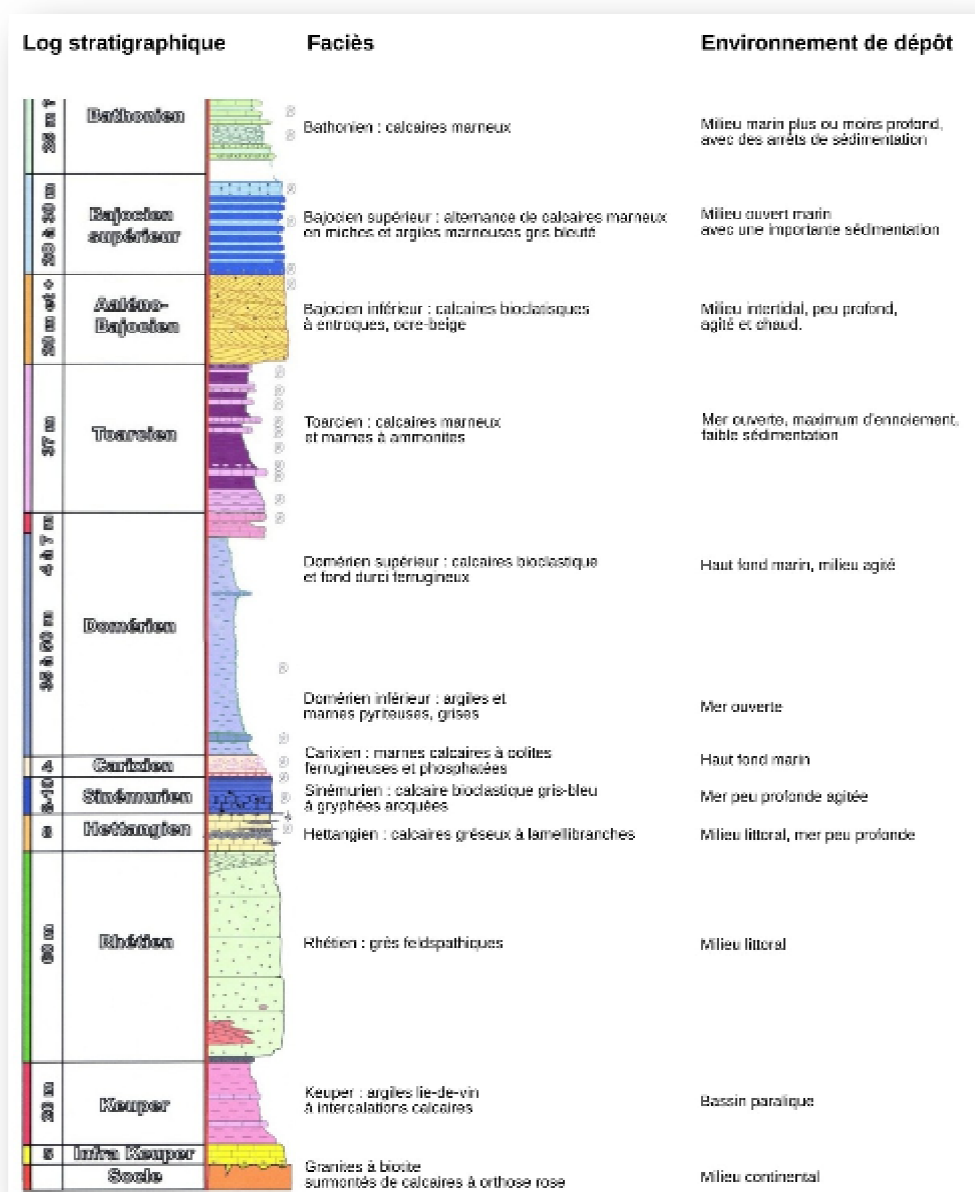 Log stratigraphique
Faciès
Environnement de dépôt
Bathonien
Bathonien : calcaires marneux
Milieu marin plus ou moins profond,
avec des arrêts de sédimentation
Bajocien
supérieur
Bajocien supérieur : alternance de calcaires marneux
en miches et argiles marneuses gris bleuté
Milieu ouvert marin
avec une importante sédimentation
20 m et +
Aaléno-
Bajocien
Bajocien inférieur : calcaires bioclatisques
à entroques, ocre-beige
Milieu intertidal, peu profond,
agité et chaud.
37 m
Toarcien
Toarcien : calcaires marneux
et marnes à ammonites
Mer ouverte, maximum d'ennoiement,
faible sédimentation
4 à 7 m
Domérien
Domérien supérieur : calcaires bioclastique
et fond durci ferrugineux
Haut fond marin, milieu agité
Domérien inférieur : argiles et
marnes pyriteuses, grises
Mer ouverte
4
Carixien
Carixien : marnes calcaires à oolites
ferrugineuses et phosphatées
Haut fond marin
Sinémurien
Sinémurien : calcaire bioclastique gris-bleu
à gryphées arcquées
Mer peu profonde agitée
Hettangien
Hettangien : calcaires gréseux à lamellibranches
Milieu littoral, mer peu profonde
Rhétien
Rhétien : grès feldspathiques
Milieu littoral
Keuper
Keuper : argiles lie-de-vin
à intercalations calcaires
Bassin paralique
5
Infra Keuper
Socle
Granites à biotite
surmontés de calcaires à orthose rose
Milieu continental